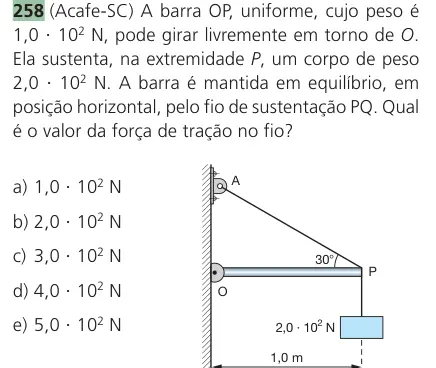 258 (Acafe-SC) A barra OP, uniforme, cujo peso é
1,0 · 10² N, pode girar livremente em torno de O.
Ela sustenta, na extremidade P, um corpo de peso
2,0 · 10² N. A barra é mantida em equilíbrio, em
posição horizontal, pelo fio de sustentação PQ. Qual
é o valor da força de tração no fio?
a) 1,0 · 10² N
b) 2,0 · 10² N
c) 3,0 · 10² N
d) 4,0 · 10² N
e) 5,0 · 10² N
A
30°
P
O
2,0 · 10² N
1,0 m